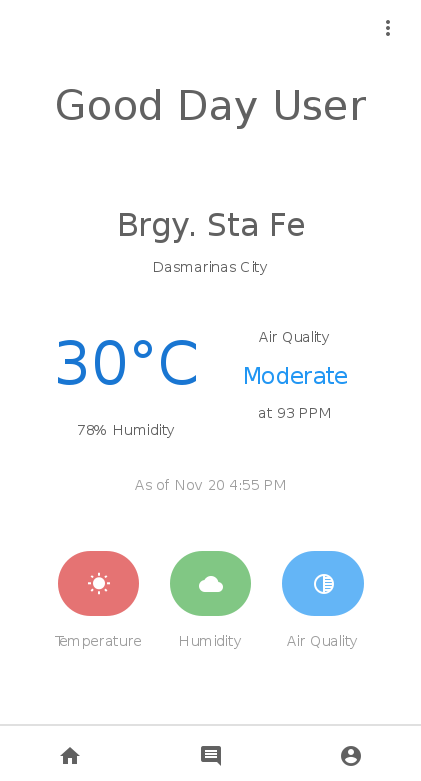 Good Day User
Brgy. Sta Fe
Dasmarinas City
30°C
78% Humidity
Air Quality
Moderate
at 93 PPM
As of Nov 20 4:55 PM
Temperature
Humidity
Air Quality